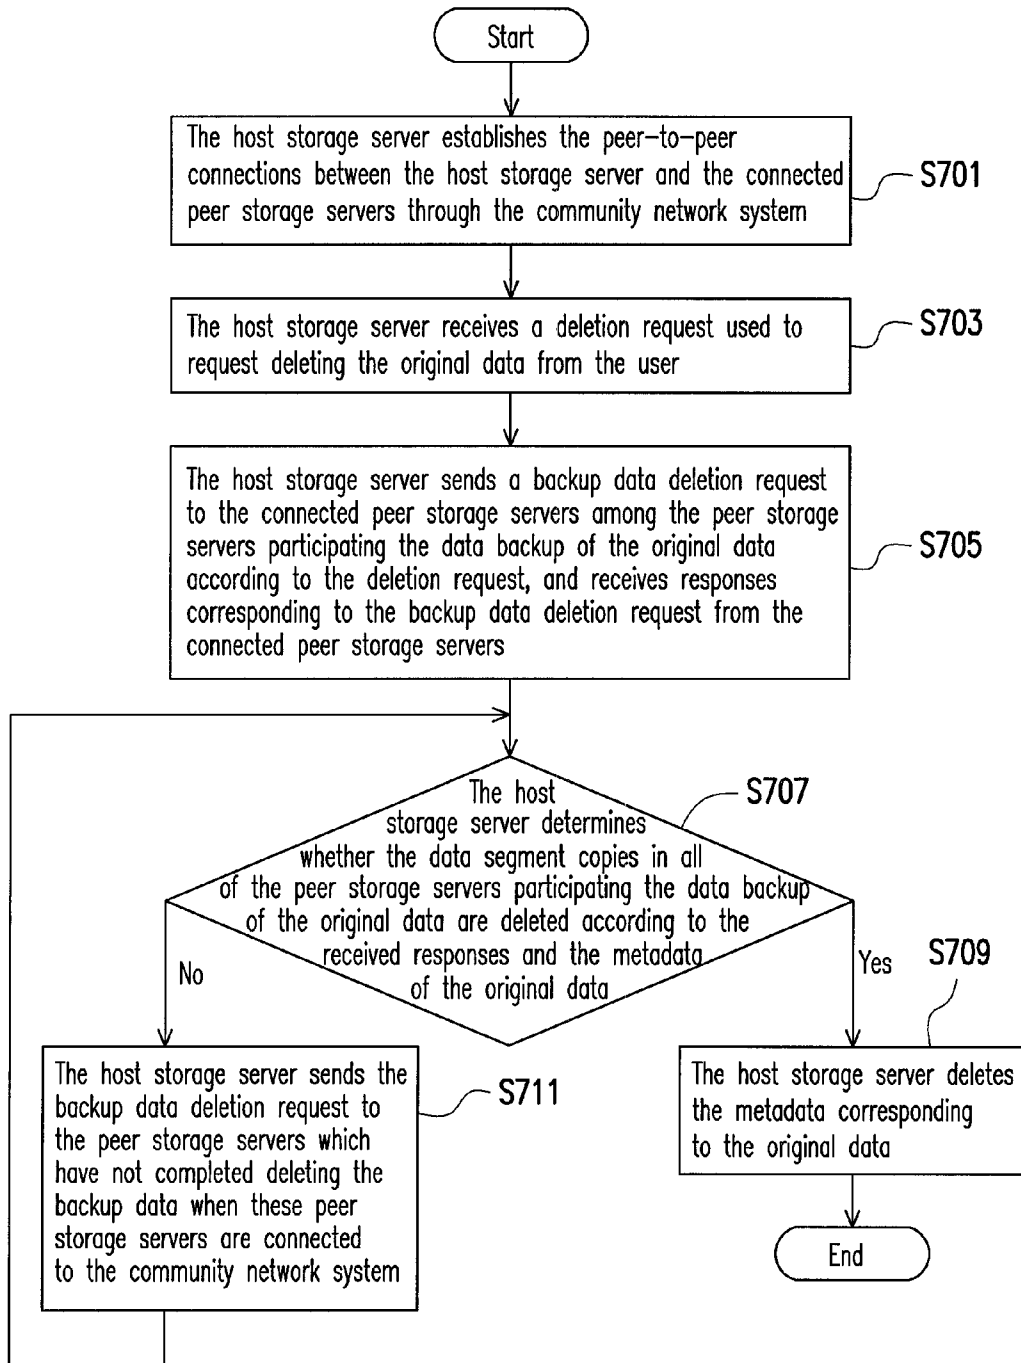 Start
The host storage server establishes the peer-to-peer
connections between the host storage server and the connected
peer storage servers through the community network system
S701
The host storage server receives a deletion request used to
request deleting the original data from the user
S703
The host storage server sends a backup data deletion request
to the connected peer storage servers among the peer storage
servers participating the data backup of the original data
according to the deletion request, and receives responses
corresponding to the backup data deletion request from the
connected peer storage servers
S705
The host
storage server determines
whether the data segment copies in all
of the peer storage servers participating the data backup
of the original data are deleted according to the
received responses and the metadata
of the original data
S707
No
Yes
S709
The host storage server sends the
backup data deletion request to
the peer storage servers which
have not completed deleting the
backup data when these peer
storage servers are connected
to the community network system
S711
The host storage server deletes
the metadata corresponding
to the original data
End